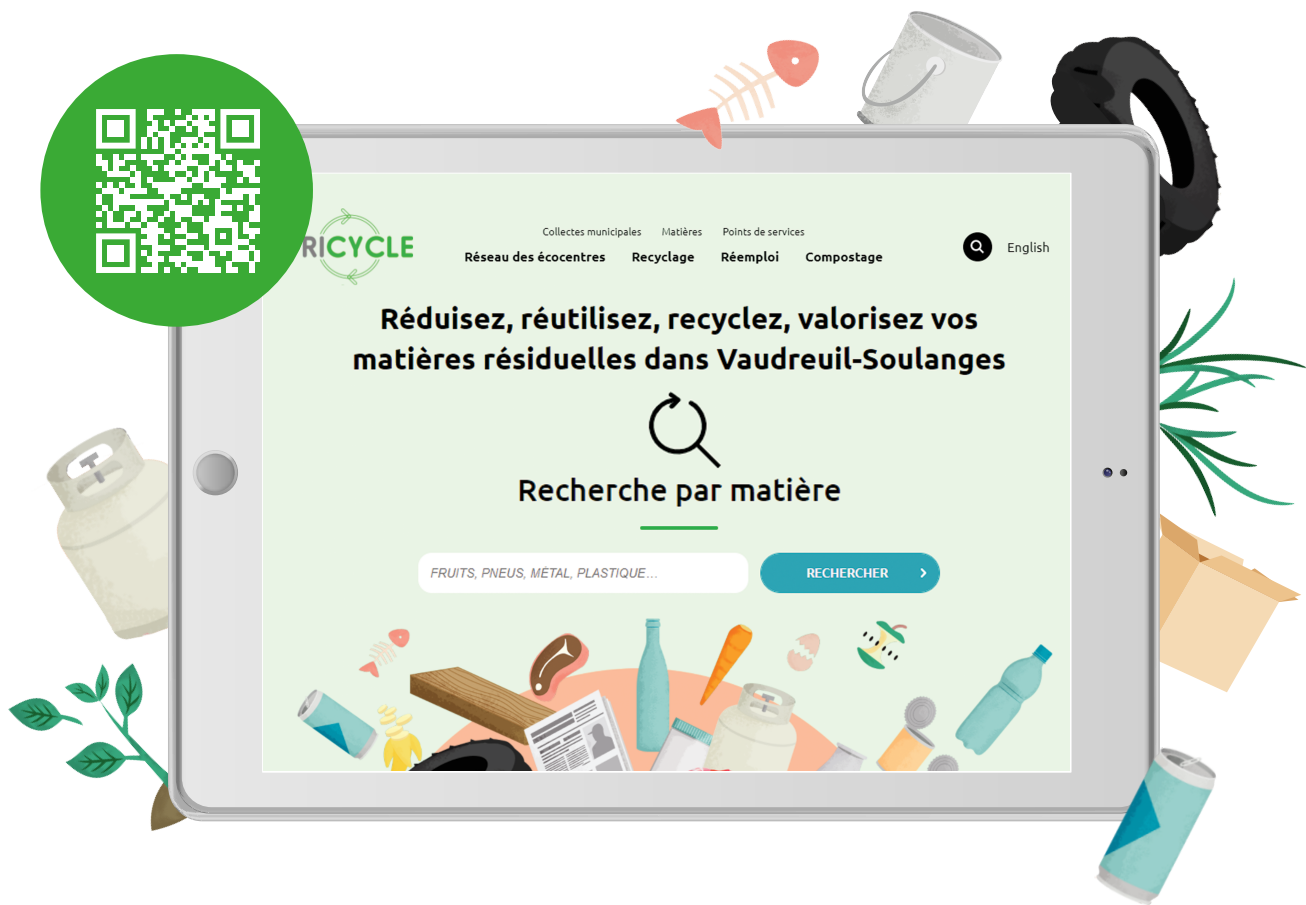 RICYCLE
Collectes municipales Matières Points de services
Réseau des écocentres Recyclage Réemploi Compostage
English
Réduisez, réutilisez, recyclez, valorisez vos
matières résiduelles dans Vaudreuil-Soulanges
Recherche par matière
FRUITS, PNEUS, MÉTAL, PLASTIQUE...
RECHERCHER